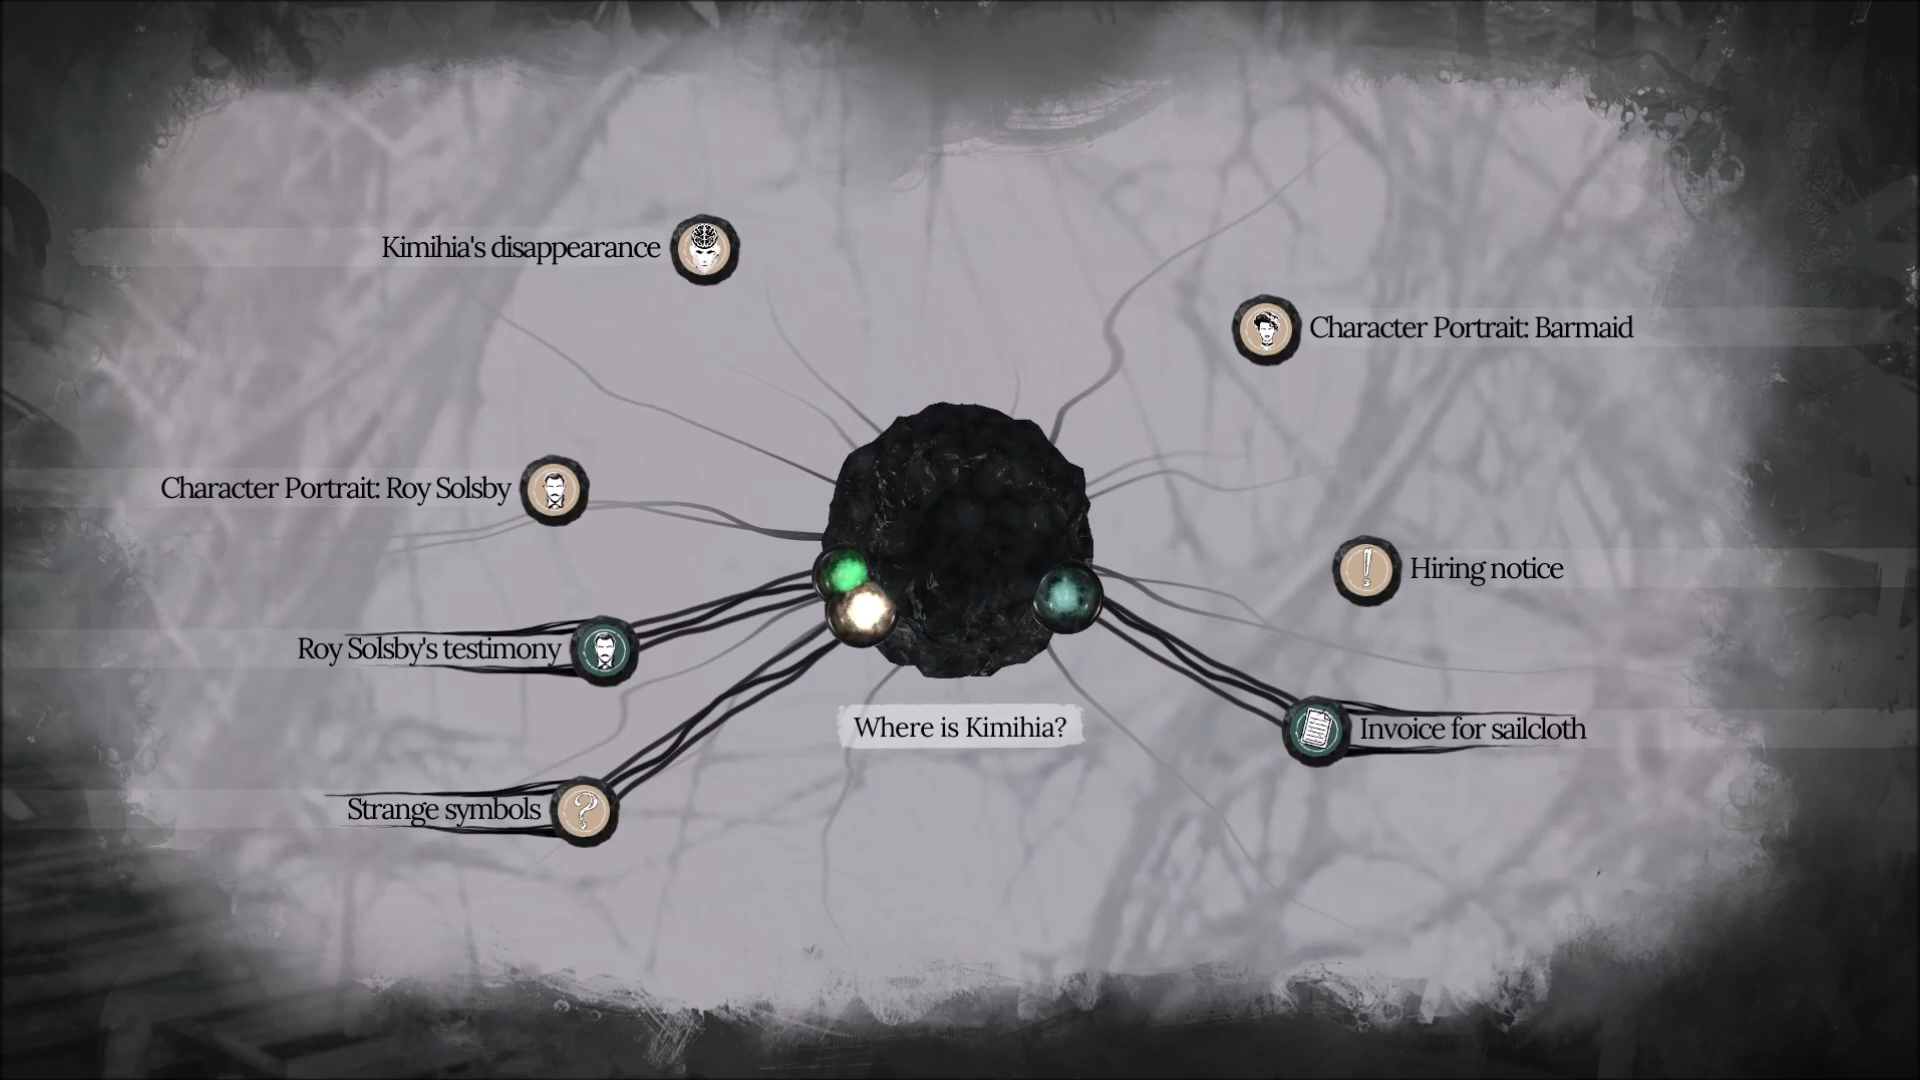 Kimihia's disappearance
Character Portrait: Barmaid
Character Portrait: Roy Solsby
Hiring notice
Roy Solsby's testimony
Where is Kimihia?
Invoice for sailcloth
Strange symbols